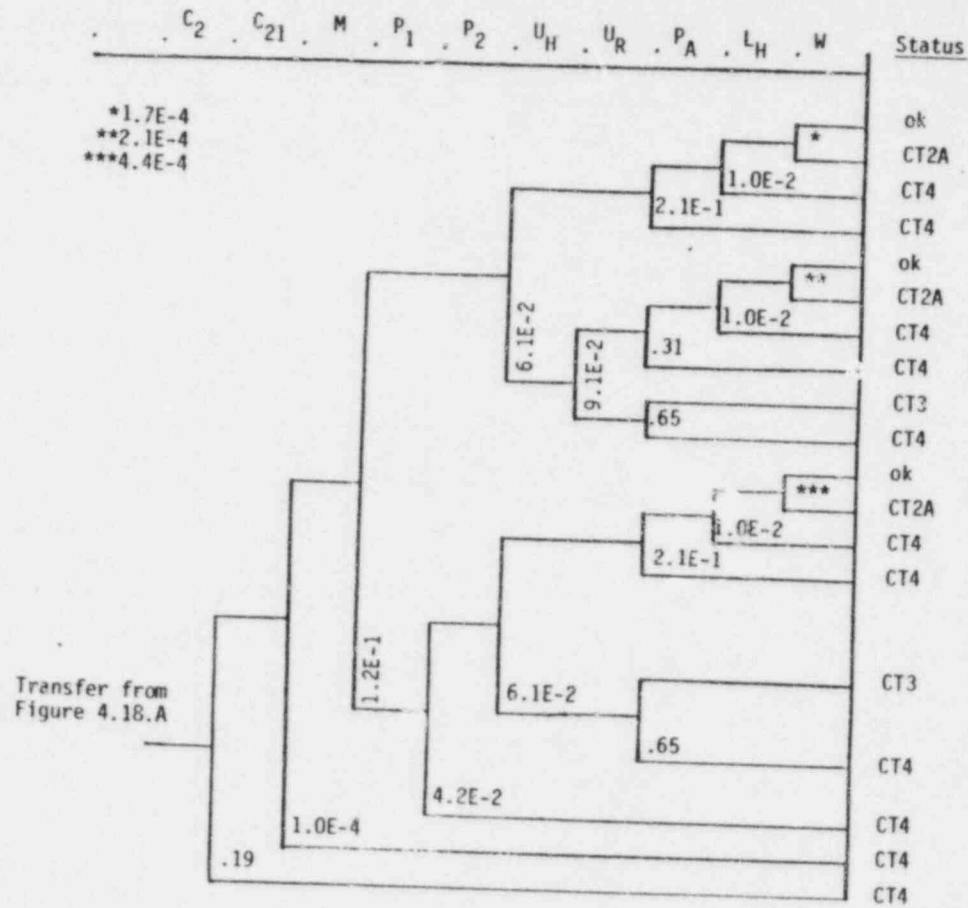 . C2 . C21 . M . P1 . P2 . UH . UR . PA . LH . W Status
*1.7E-4
**2.1E-4
***4.4E-4
ok
*
CT2A
1.0E-2
CT4
2.1E-1
CT4
ok
**
CT2A
1.0E-2
CT4
6.1E-2
9.1E-2
.31
CT4
CT3
.65
CT4
ok
***
CT2A
1.0E-2
CT4
2.1E-1
CT4
1.2E-1
Transfer from
Figure 4.18.A
6.1E-2
CT3
.65
CT4
4.2E-2
CT4
1.0E-4
CT4
.19
CT4